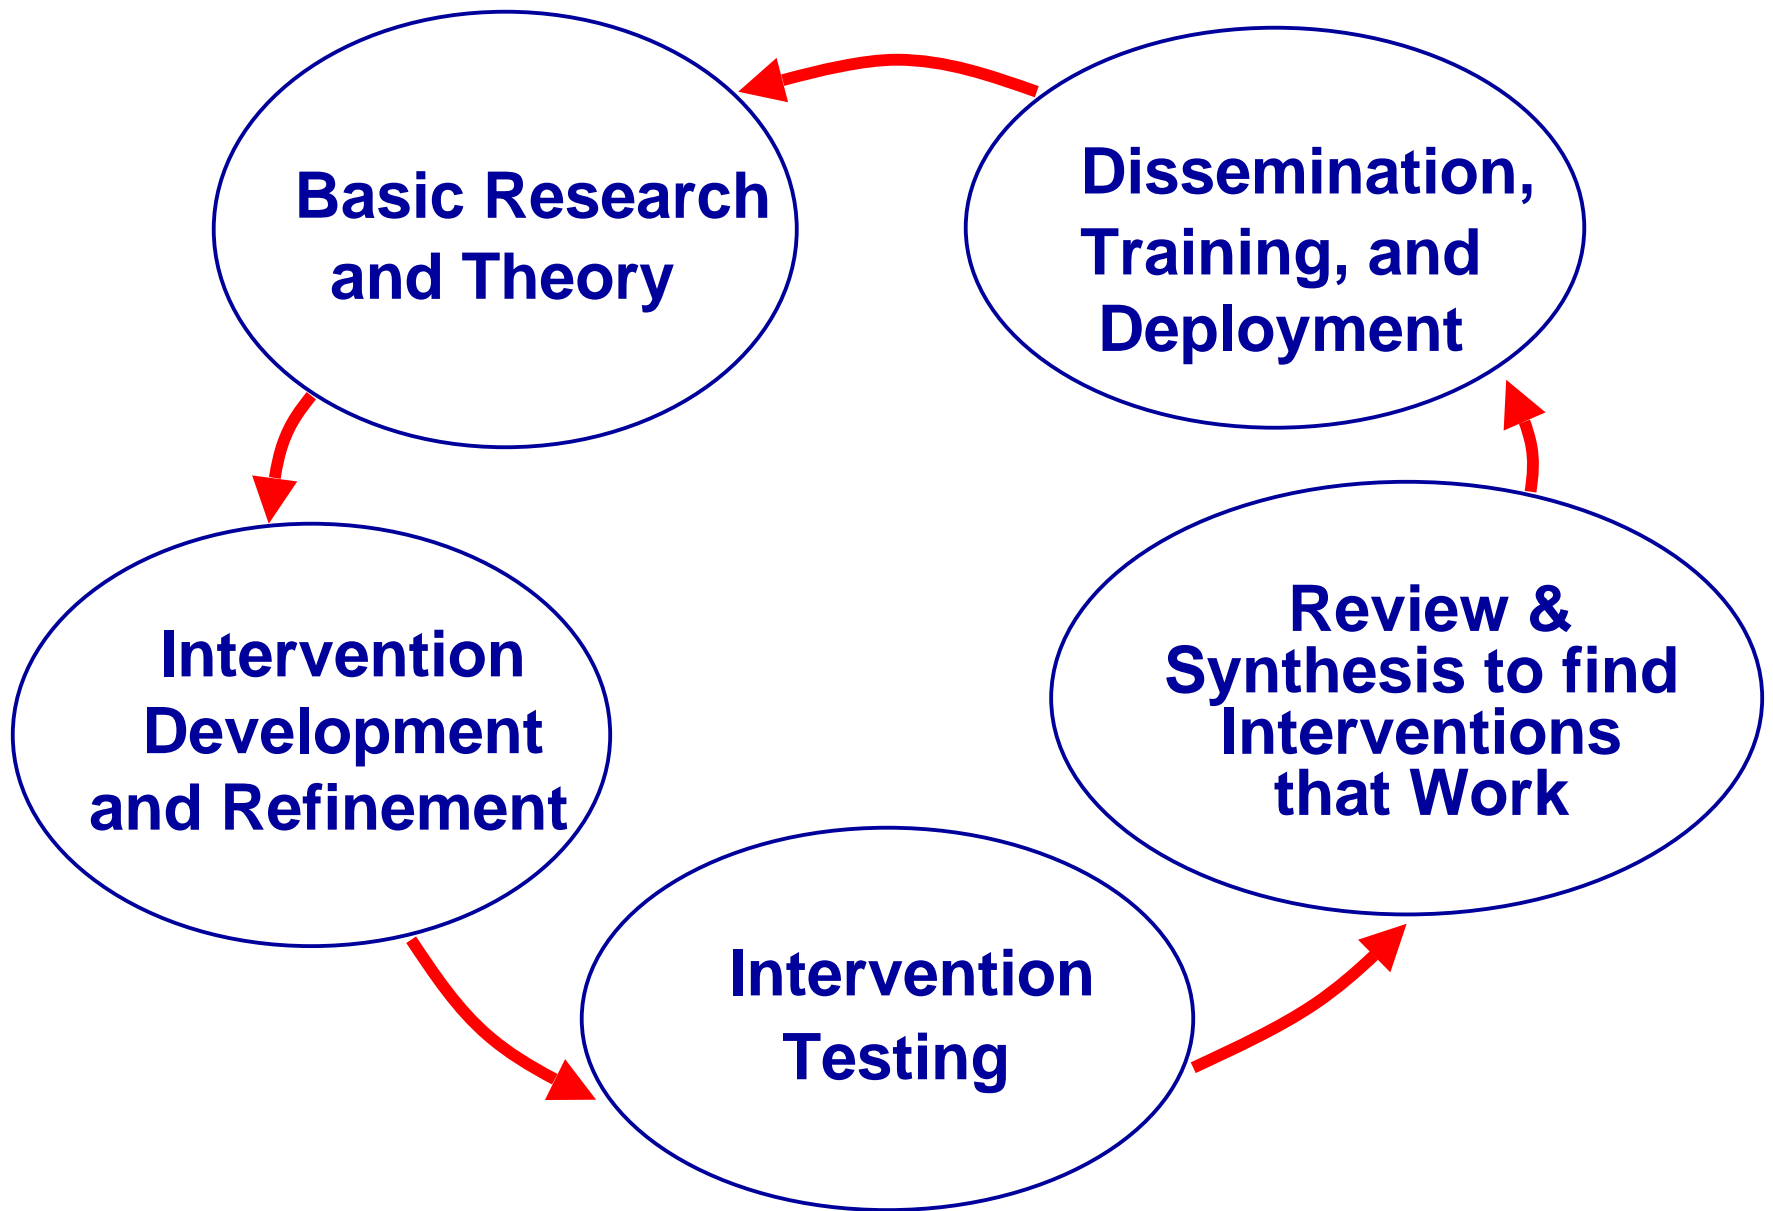 Basic Research
and Theory
Dissemination,
Training, and
Deployment
Intervention
Development
and Refinement
Review &
Synthesis to find
Interventions
that Work
Intervention
Testing